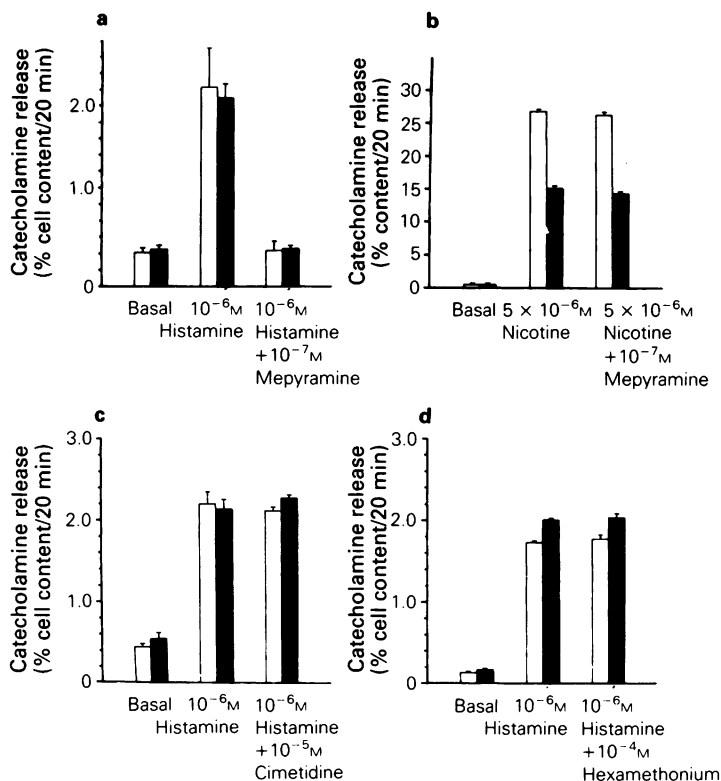 a
Catecholamine release
(% cell content/20 min)
2.0
1.0
0
Basal
10⁻⁶M
Histamine
10⁻⁶M
Histamine
+10⁻⁷M
Mepyramine
b
Catecholamine release
(% content/20 min)
30
25
20
15
10
5
0
Basal
5 × 10⁻⁶M
Nicotine
5 × 10⁻⁶M
Nicotine
+10⁻⁷M
Mepyramine
c
Catecholamine release
(% cell content/20 min)
3.0
2.0
1.0
0
Basal
10⁻⁶M
Histamine
10⁻⁶M
Histamine
+10⁻⁵M
Cimetidine
d
Catecholamine release
(% cell content/20 min)
3.0
2.0
1.0
0
Basal
10⁻⁶M
Histamine
10⁻⁶M
Histamine
+10⁻⁴M
Hexamethonium